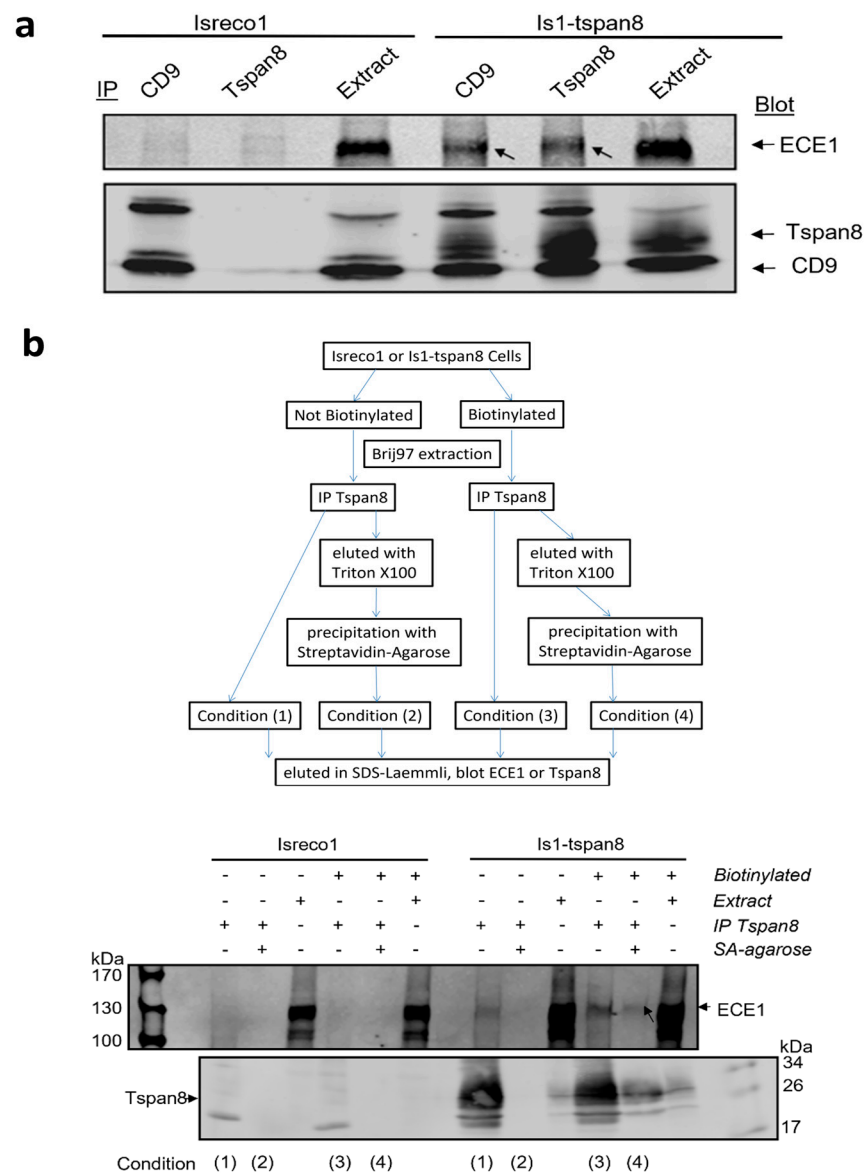 a
Isreco1 Is1-tspan8
IP CD9 Tspan8 Extract CD9 Tspan8 Extract Blot
ECE1
Tspan8
CD9
b
Isreco1 or Is1-tspan8 Cells
Not Biotinylated Biotinylated
Brij97 extraction
IP Tspan8 IP Tspan8
eluted with eluted with
Triton X100 Triton X100
precipitation with precipitation with
Streptavidin-Agarose Streptavidin-Agarose
Condition (1) Condition (2) Condition (3) Condition (4)
eluted in SDS-Laemmli, blot ECE1 or Tspan8
Isreco1 Is1-tspan8
- - - + + + - - - + + + Biotinylated
- - + - - + - - + - - + Extract
+ + - + + - + + - + + - IP Tspan8
- + - - + - - + - - + - SA-agarose
kDa
170
130 ECE1
100
kDa
34
Tspan8 26
17
Condition (1) (2) (3) (4) (1) (2) (3) (4)